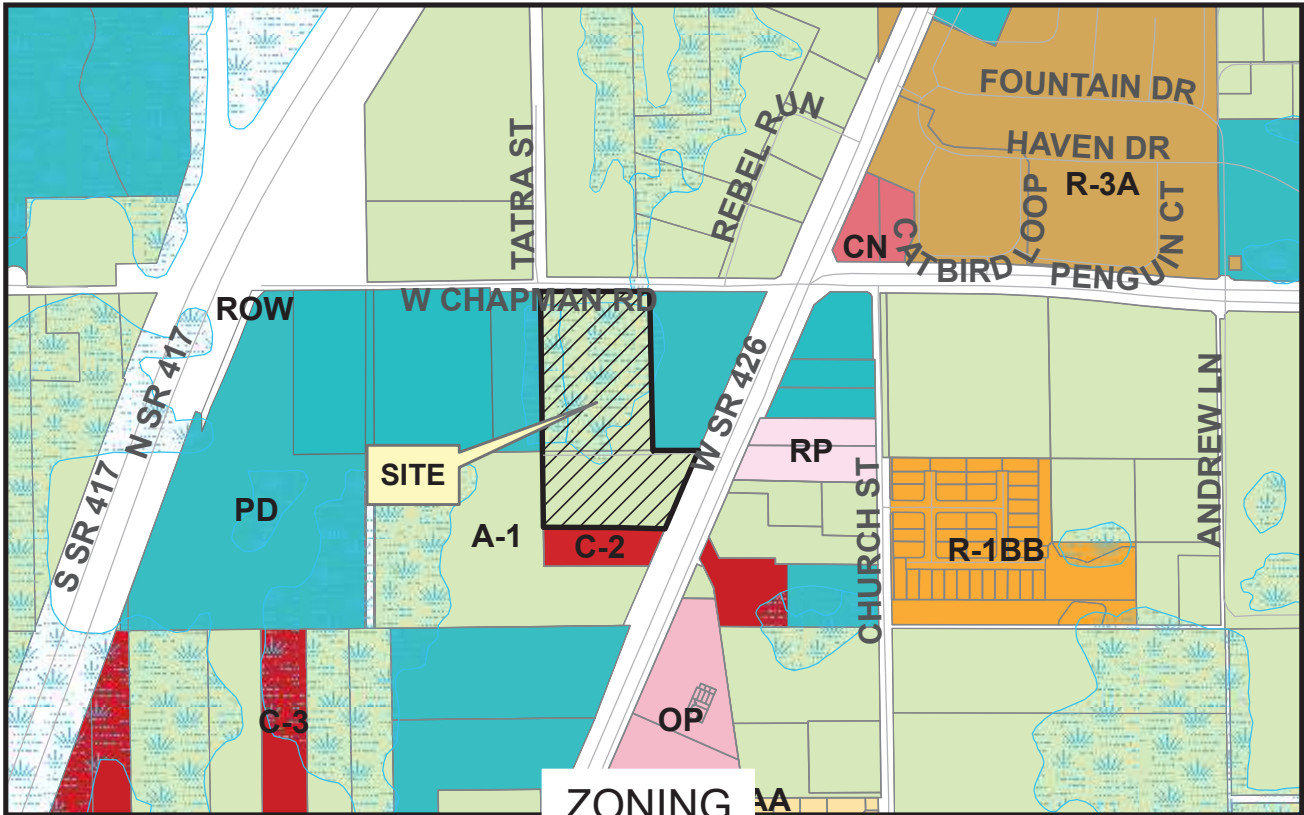 FOUNTAIN DR
HAVEN DR
R-3A
TATRA ST
REBEL RUN
LOOP
PENGUIN CT
CN
CATBIRD
ROW
W CHAPMAN RD
N SR 417
S SR 417
W SR 426
ANDREW LN
SITE
RP
PD
A-1
C-2
CHURCH ST
R-1BB
C-3
OP
ZONING
AA